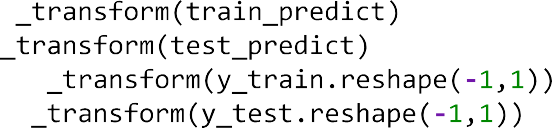 _transform(train_predict)
_transform(test_predict)
_transform(y_train.reshape(-1,1))
_transform(y_test.reshape(-1,1))